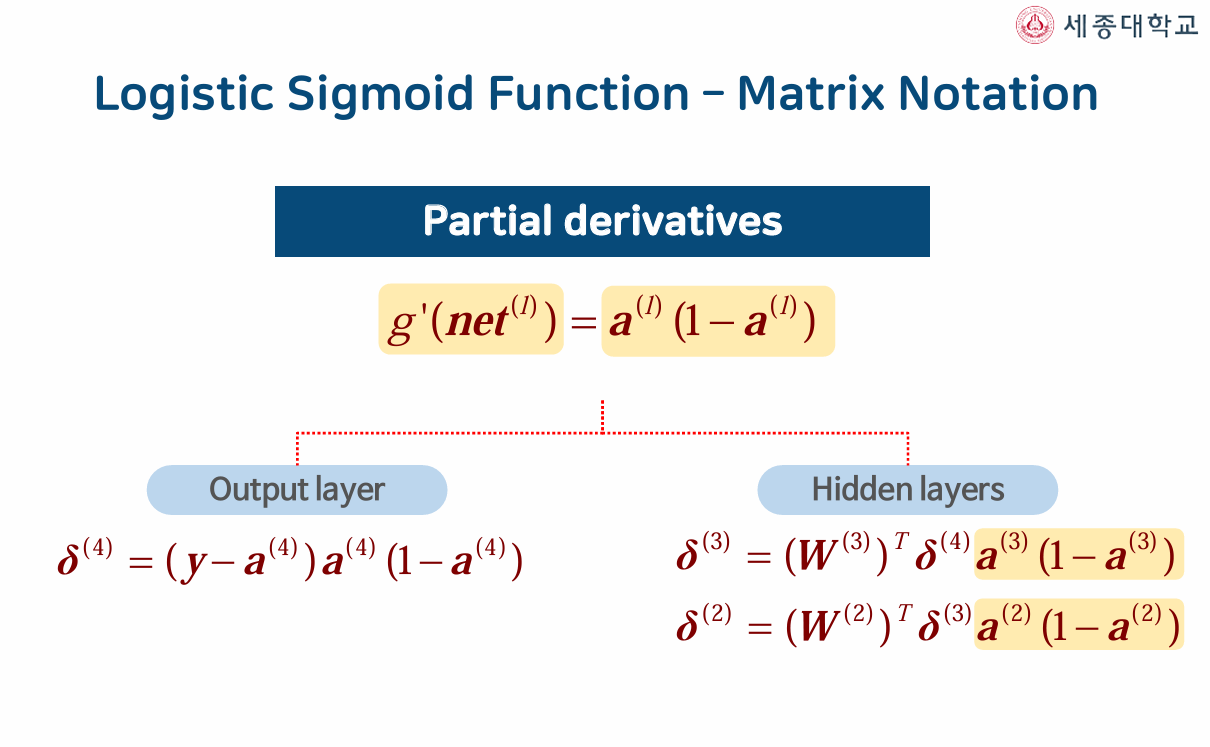 세종대학교
Logistic Sigmoid Function – Matrix Notation
Partial derivatives
g'(net^(l)) = a^(l) (1 − a^(l))
Output layer
Hidden layers
δ^(4) = (y − a^(4)) a^(4) (1 − a^(4))
δ^(3) = (W^(3))^T δ^(4) a^(3) (1 − a^(3))
δ^(2) = (W^(2))^T δ^(3) a^(2) (1 − a^(2))